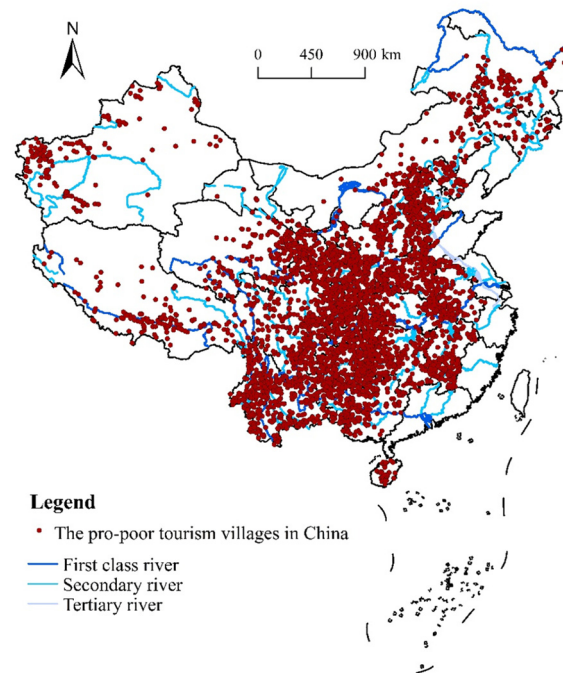 N
0 450 900 km
Legend
The pro-poor tourism villages in China
First class river
Secondary river
Tertiary river